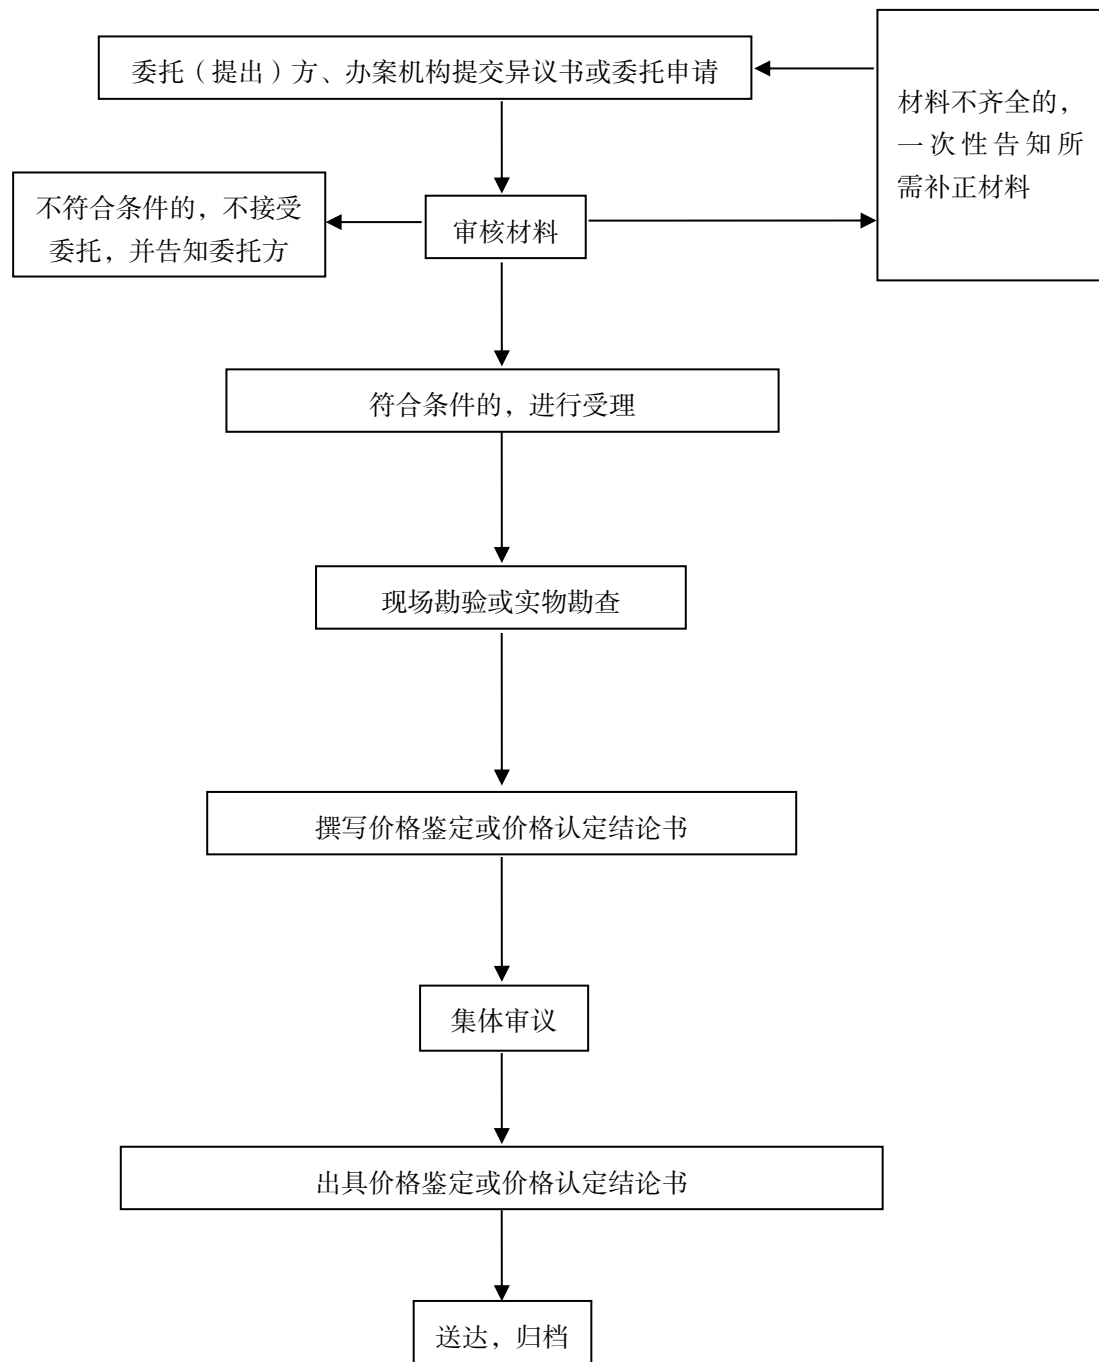 委托（提出）方、办案机构提交异议书或委托申请
材料不齐全的，
一次性告知所
需补正材料
不符合条件的，不接受
委托，并告知委托方
审核材料
符合条件的，进行受理
现场勘验或实物勘查
撰写价格鉴定或价格认定结论书
集体审议
出具价格鉴定或价格认定结论书
送达，归档